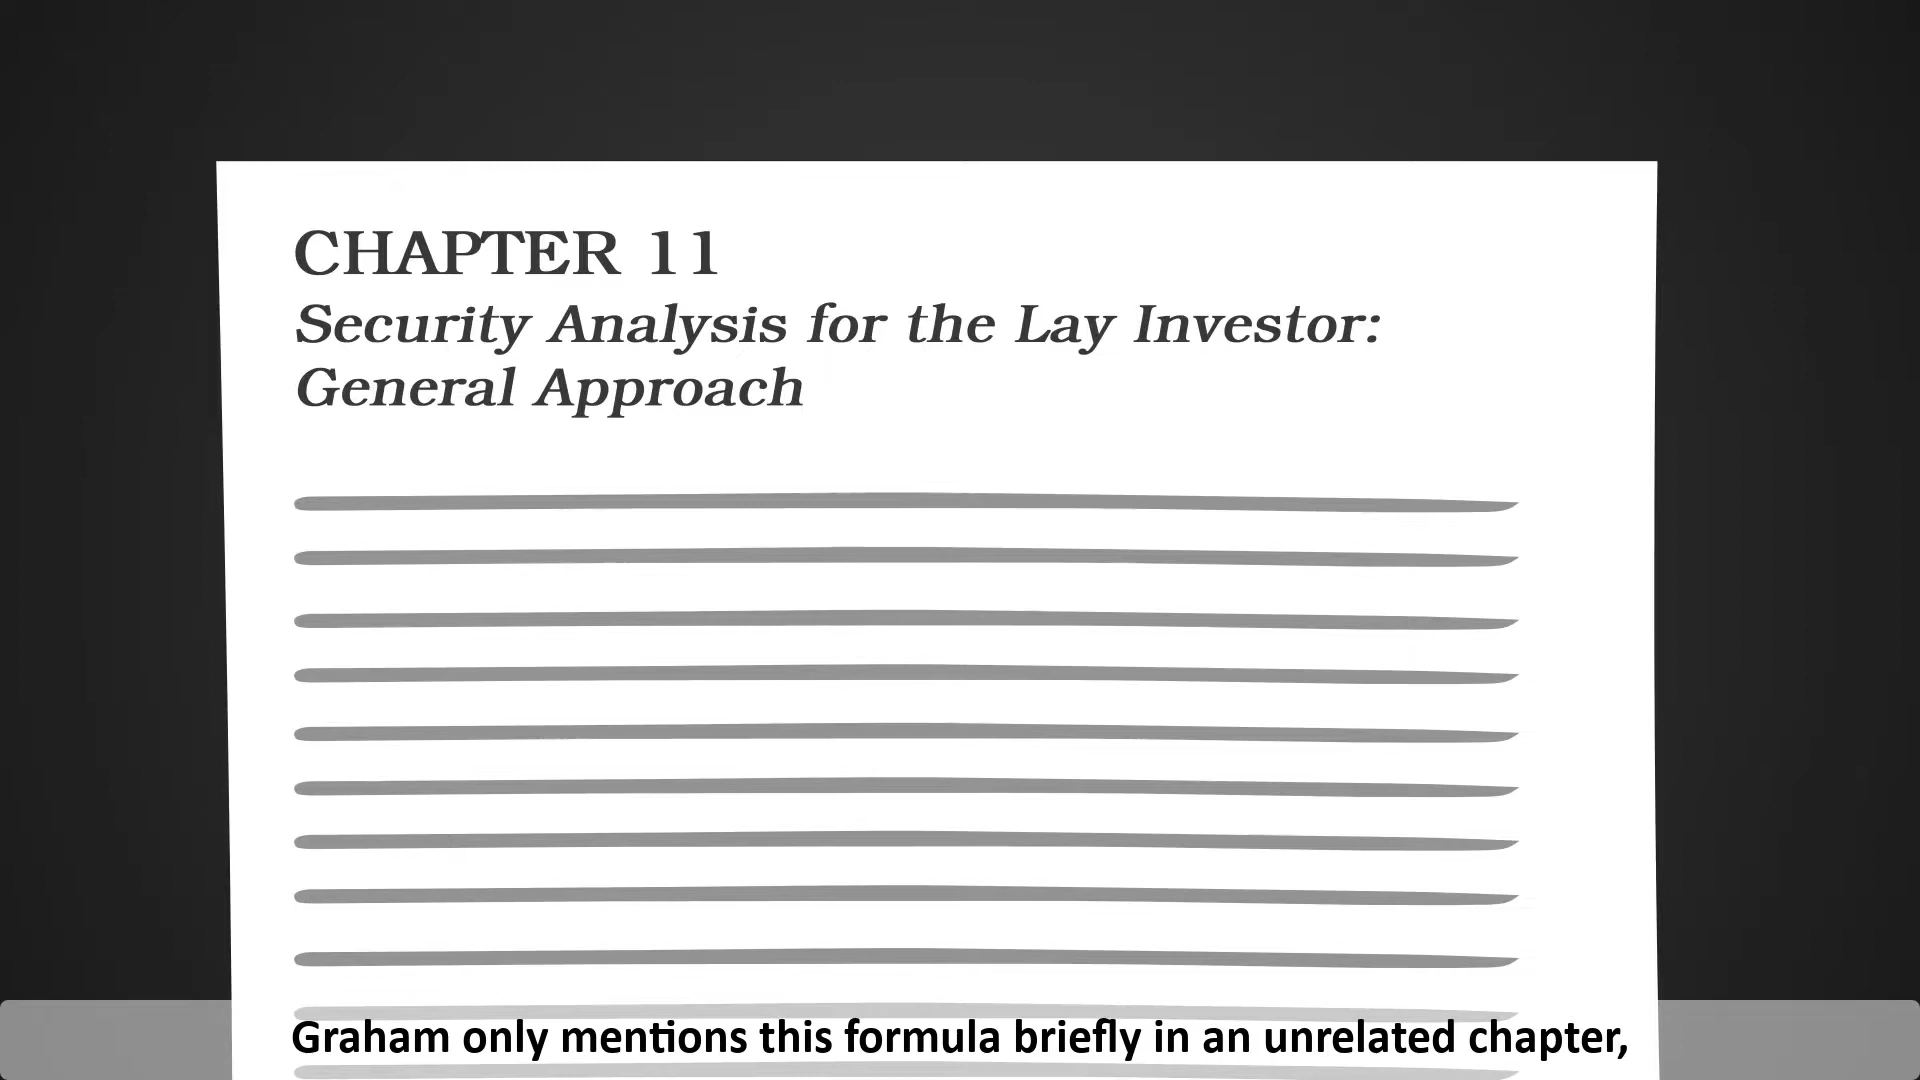 CHAPTER 11
Security Analysis for the Lay Investor:
General Approach
Graham only mentions this formula briefly in an unrelated chapter,